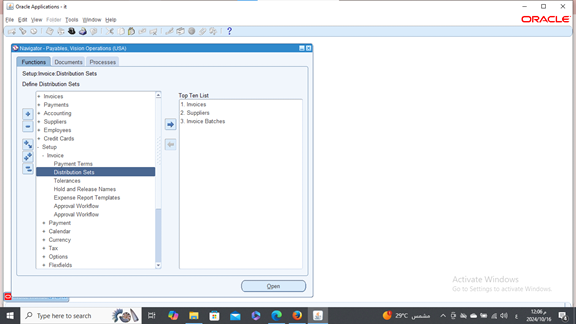 Oracle Applications - it
File Edit View Folder Tools Window Help
ORACLE
Navigator - Payables, Vision Operations (USA)
Functions Documents Processes
Setup:Invoice:Distribution Sets
Define Distribution Sets
+ Invoices
+ Payments
+ Accounting
+ Suppliers
+ Employees
+ Credit Cards
- Setup
- Invoice
Payment Terms
Distribution Sets
Tolerances
Hold and Release Names
Expense Report Templates
Approval Workflow
Approval Workflow
+ Payment
+ Calendar
+ Currency
+ Tax
+ Options
+ Flexfields
Top Ten List
1. Invoices
2. Suppliers
3. Invoice Batches
Open
Activate Windows
Go to Settings to activate Windows.
Type here to search
29°C مشمس
ع
12:06 م
2024/10/16